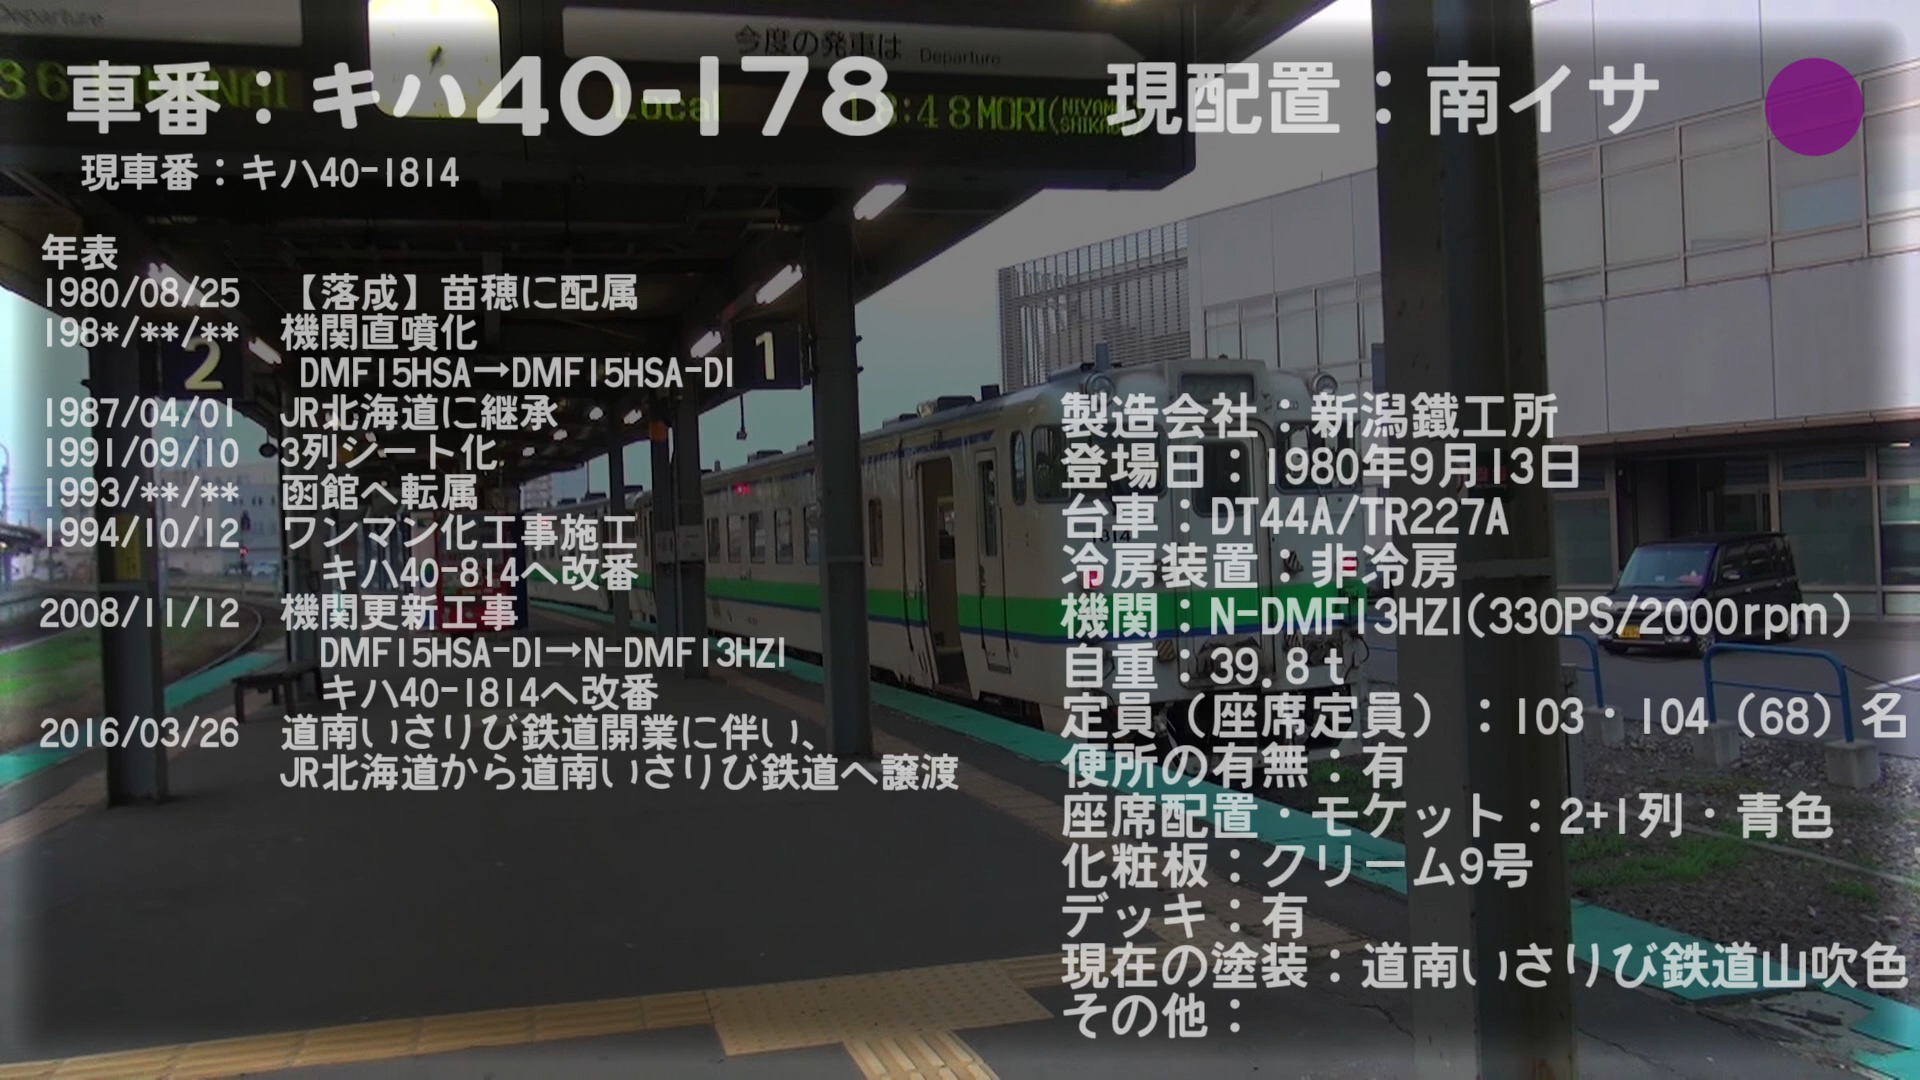 Departure
今度の発車は Departure
車番：キハ40-178
現配置：南イサ
Local
:48 MORI
現車番：キハ40-1814
年表
1980/08/25 【落成】苗穂に配属
198*/**/** 機関直噴化
DMF15HSA→DMF15HSA-DI
1987/04/01 JR北海道に継承
1991/09/10 3列シート化
1993/**/** 函館へ転属
1994/10/12 ワンマン化工事施工
キハ40-814へ改番
2008/11/12 機関更新工事
DMF15HSA-DI→N-DMF13HZI
キハ40-1814へ改番
2016/03/26 道南いさりび鉄道開業に伴い、
JR北海道から道南いさりび鉄道へ譲渡
2
1
製造会社：新潟鐵工所
登場日：1980年9月13日
台車：DT44A/TR227A
1814
冷房装置：非冷房
機関：N-DMF13HZI(330PS/2000rpm)
自重：39.8t
定員（座席定員）：103・104（68）名
便所の有無：有
座席配置・モケット：2+1列・青色
化粧板：クリーム9号
デッキ：有
現在の塗装：道南いさりび鉄道山吹色
その他：